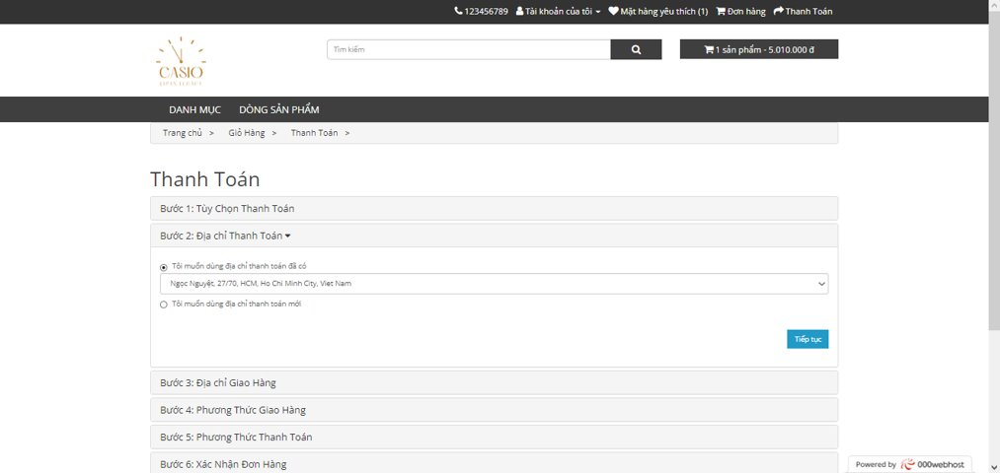 123456789 Tài khoản của tôi Mặt hàng yêu thích (1) Đơn hàng Thanh Toán
CASIO
Tìm kiếm
1 sản phẩm - 5.010.000 đ
DANH MỤC DÒNG SẢN PHẨM
Trang chủ > Giỏ Hàng > Thanh Toán >
Thanh Toán
Bước 1: Tùy Chọn Thanh Toán
Bước 2: Địa chỉ Thanh Toán
Tôi muốn dùng địa chỉ thanh toán đã có
Ngọc Nguyệt, 27/70, HCM, Ho Chi Minh City, Viet Nam
Tôi muốn dùng địa chỉ thanh toán mới
Tiếp tục
Bước 3: Địa chỉ Giao Hàng
Bước 4: Phương Thức Giao Hàng
Bước 5: Phương Thức Thanh Toán
Bước 6: Xác Nhận Đơn Hàng
Powered by 000webhost